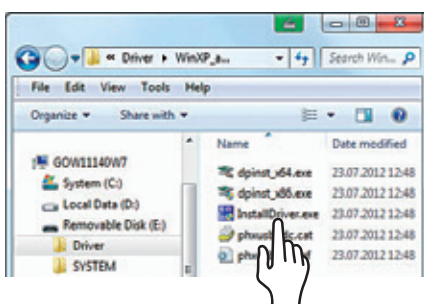 Driver ▸ WinXP_a...
Search Win...
File Edit View Tools Help
Organize ▾ Share with ▾
Name Date modified
GOW11140W7
System (C:)
Local Data (D:)
Removable Disk (E:)
Driver
SYSTEM
dpinst_x64.exe 23.07.2012 12:48
dpinst_x86.exe 23.07.2012 12:48
InstallDriver.exe 23.07.2012 12:48
23.07.2012 12:48
23.07.2012 12:48